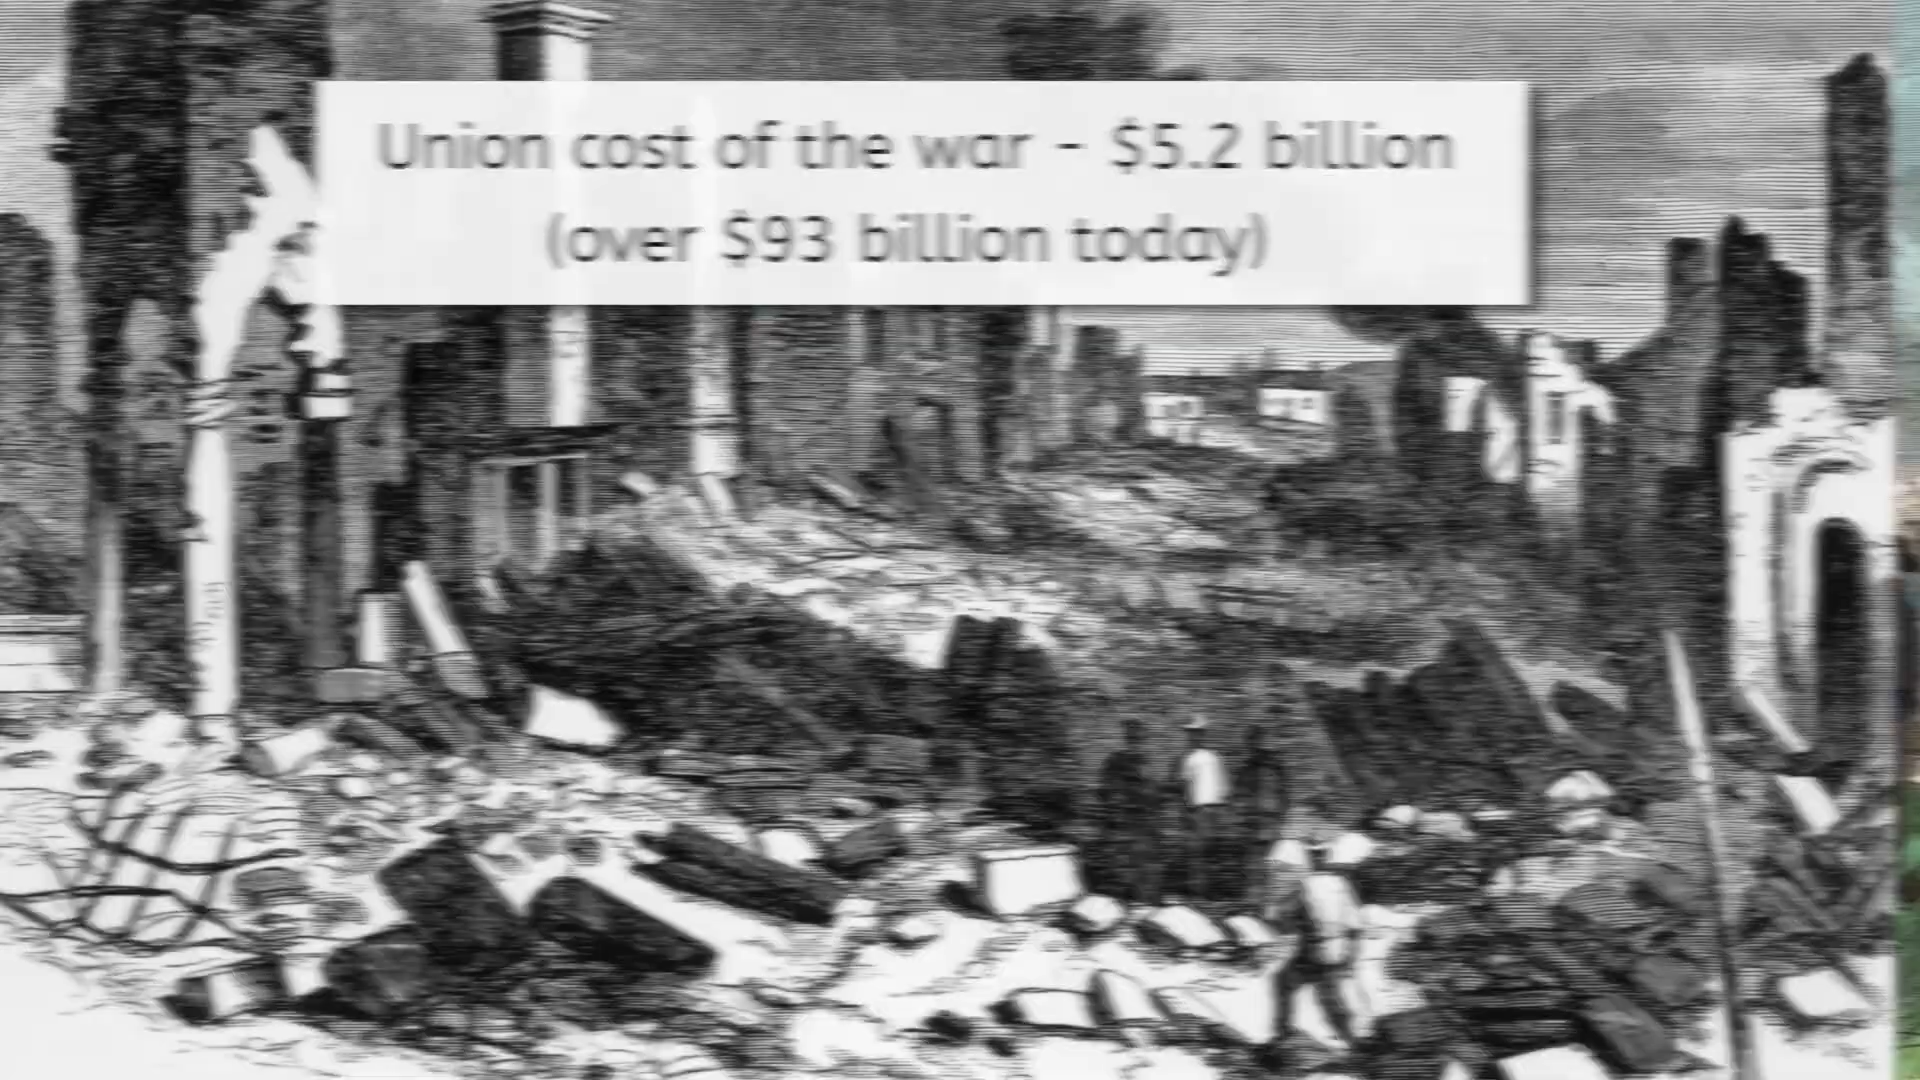 Union cost of the war - $5.2 billion
(over $93 billion today)